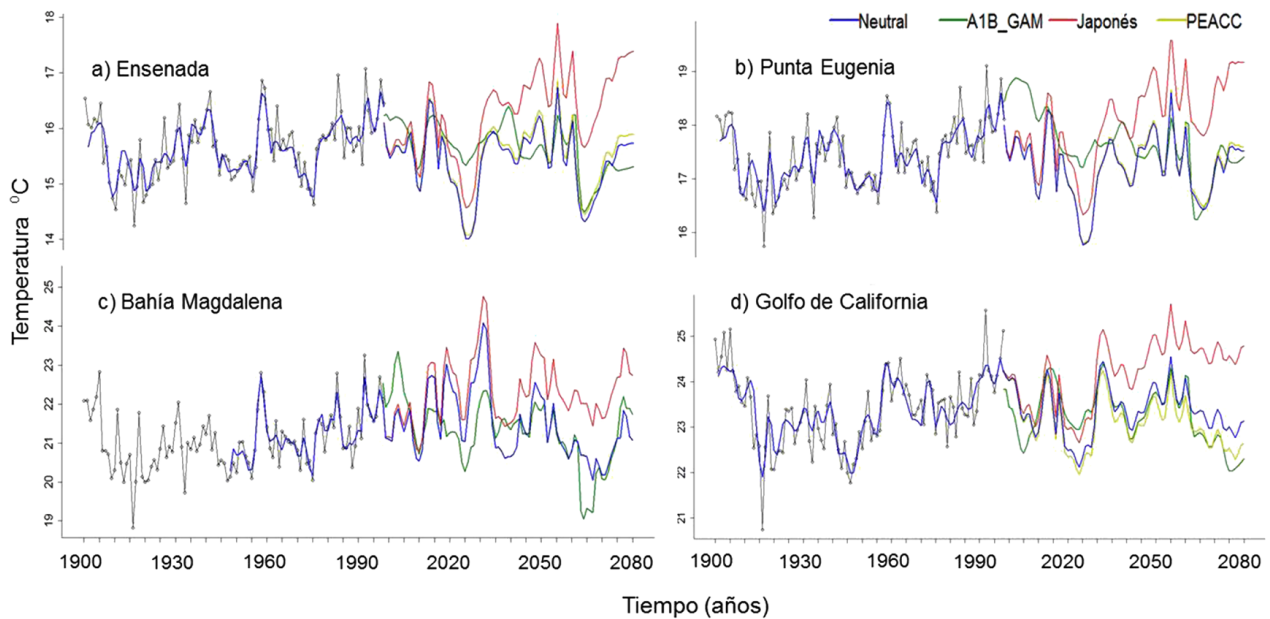 Neutral A1B_GAM Japonés PEACC
a) Ensenada
18
17
16
15
14
b) Punta Eugenia
19
18
17
16
Temperatura ⁰C
c) Bahía Magdalena
25
24
23
22
21
20
19
d) Golfo de California
25
24
23
22
21
1900 1930 1960 1990 2020 2050 2080
1900 1930 1960 1990 2020 2050 2080
Tiempo (años)